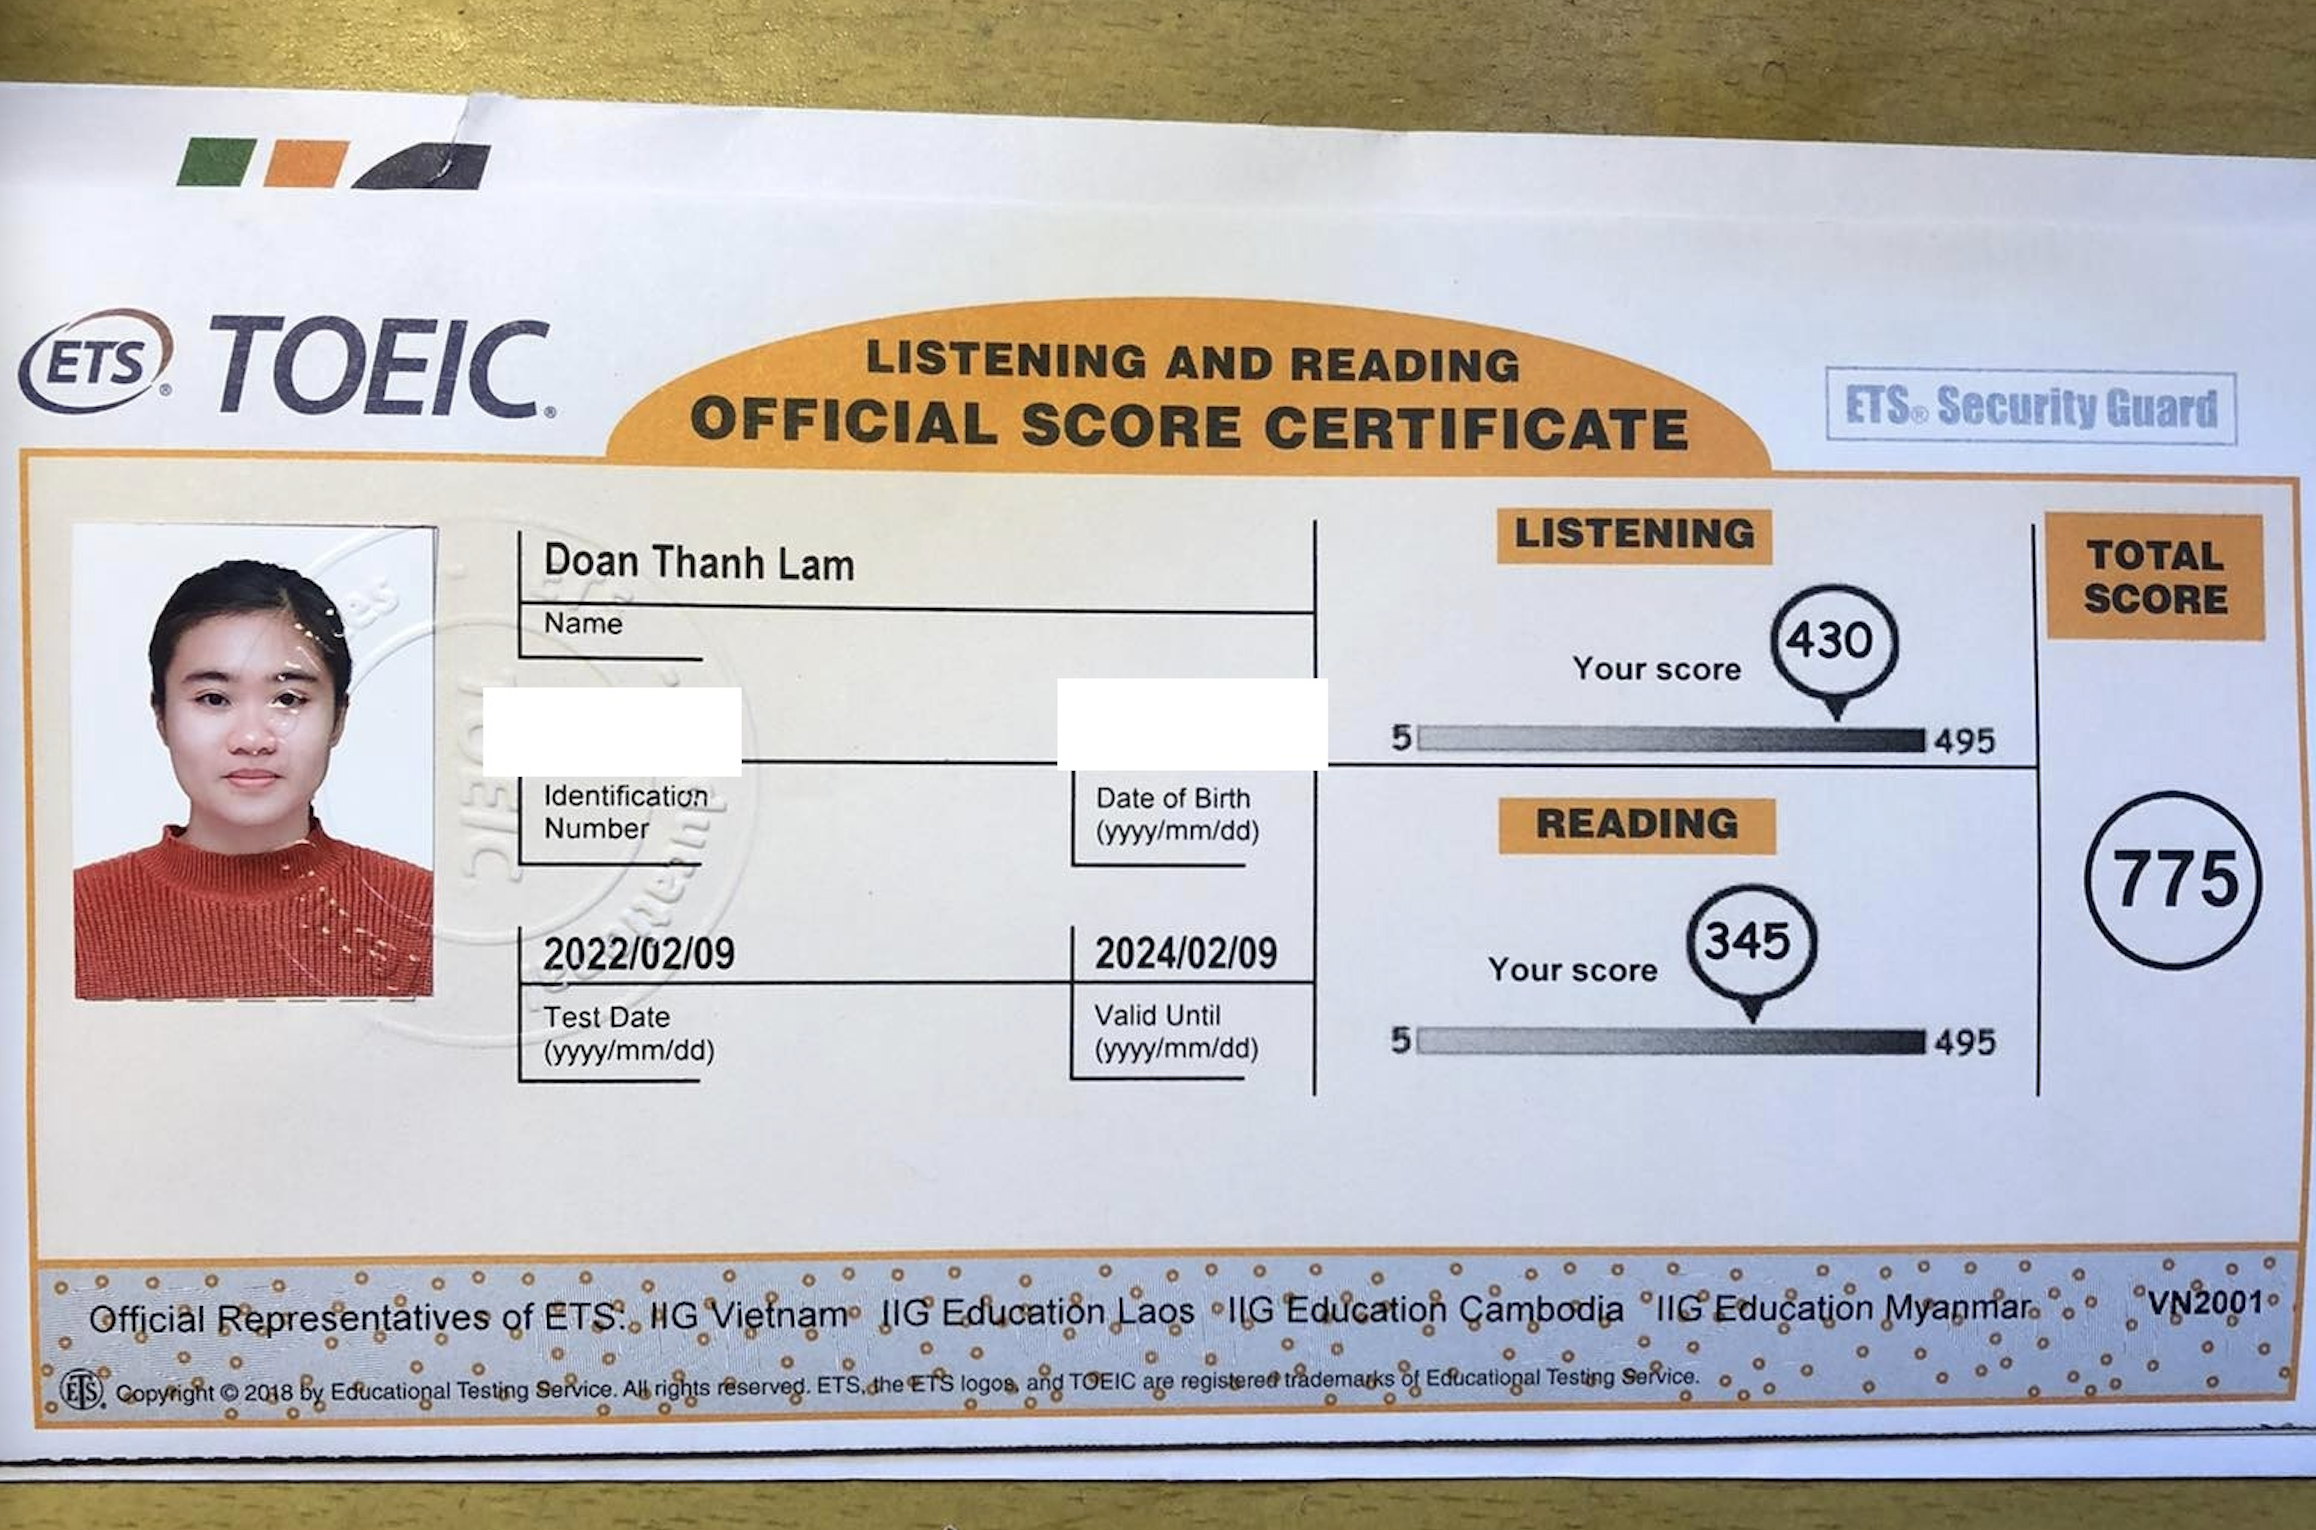 ETS® TOEIC®
LISTENING AND READING
OFFICIAL SCORE CERTIFICATE
ETS® Security Guard
Doan Thanh Lam
Name
Identification
Number
Date of Birth
(yyyy/mm/dd)
2022/02/09
Test Date
(yyyy/mm/dd)
2024/02/09
Valid Until
(yyyy/mm/dd)
LISTENING
Your score 430
5 495
READING
Your score 345
5 495
TOTAL
SCORE
775
TOEIC
Official Representatives of ETS: IIG Vietnam IIG Education Laos IIG Education Cambodia IIG Education Myanmar VN2001
ETS® Copyright © 2018 by Educational Testing Service. All rights reserved. ETS, the ETS logos, and TOEIC are registered trademarks of Educational Testing Service.